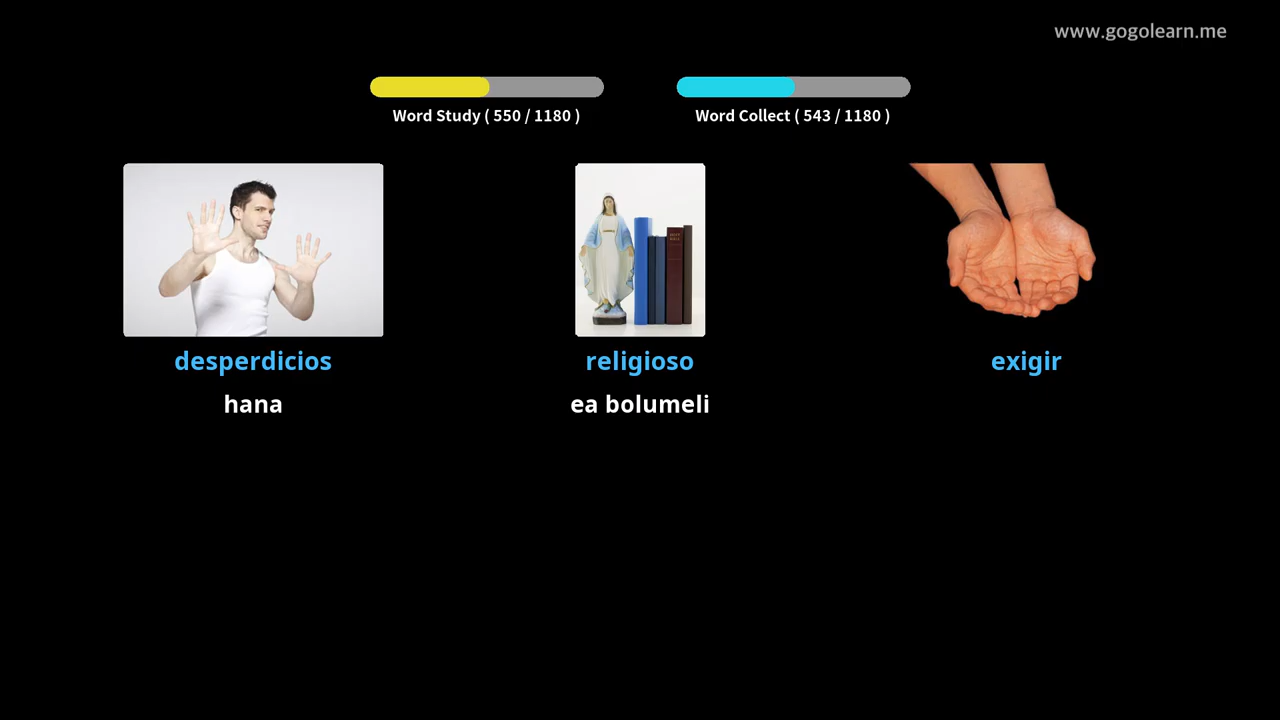 www.gogolearn.me
Word Study ( 550 / 1180 )
Word Collect ( 543 / 1180 )
desperdicios
religioso
exigir
hana
ea bolumeli